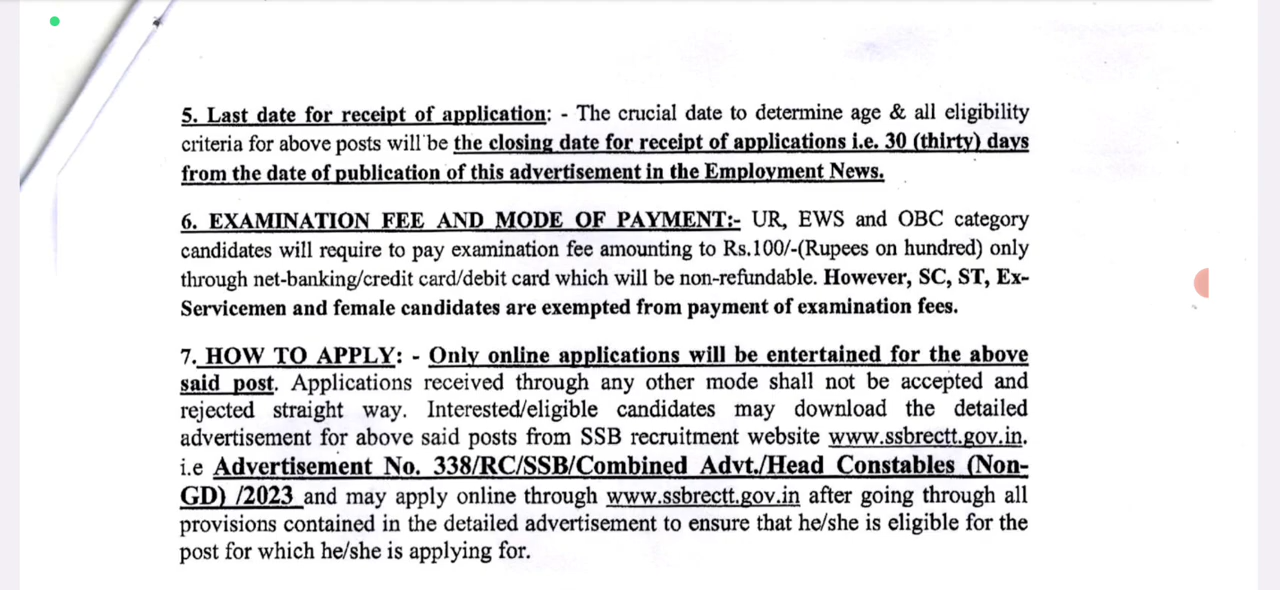 5. Last date for receipt of application: - The crucial date to determine age & all eligibility
criteria for above posts will be the closing date for receipt of applications i.e. 30 (thirty) days
from the date of publication of this advertisement in the Employment News.
6. EXAMINATION FEE AND MODE OF PAYMENT:- UR, EWS and OBC category
candidates will require to pay examination fee amounting to Rs.100/-(Rupees on hundred) only
through net-banking/credit card/debit card which will be non-refundable. However, SC, ST, Ex-
Servicemen and female candidates are exempted from payment of examination fees.
7. HOW TO APPLY: - Only online applications will be entertained for the above
said post. Applications received through any other mode shall not be accepted and
rejected straight way. Interested/eligible candidates may download the detailed
advertisement for above said posts from SSB recruitment website www.ssbrectt.gov.in.
i.e Advertisement No. 338/RC/SSB/Combined Advt./Head Constables (Non-
GD) /2023 and may apply online through www.ssbrectt.gov.in after going through all
provisions contained in the detailed advertisement to ensure that he/she is eligible for the
post for which he/she is applying for.